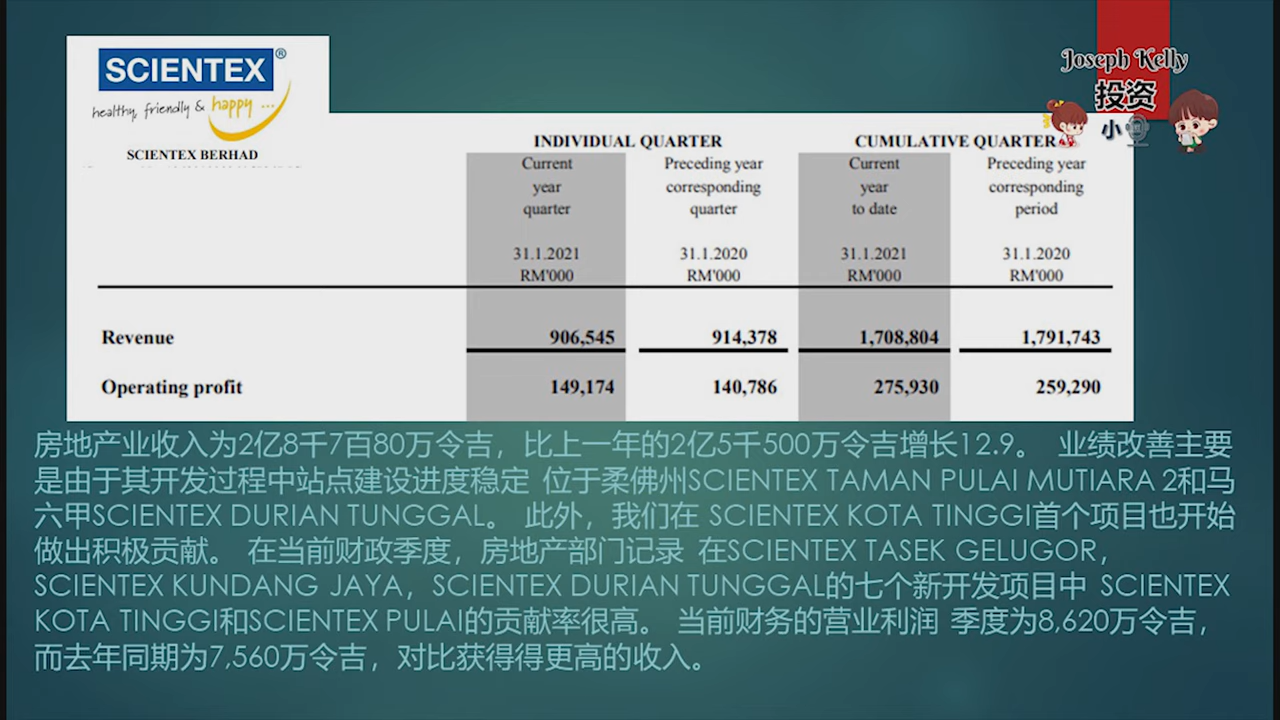 SCIENTEX®
healthy, friendly & happy ...
SCIENTEX BERHAD
Joseph Kelly
投资
小
INDIVIDUAL QUARTER CUMULATIVE QUARTER
Current Preceding year Current Preceding year
year corresponding year corresponding
quarter quarter to date period
31.1.2021 31.1.2020 31.1.2021 31.1.2020
RM'000 RM'000 RM'000 RM'000
Revenue 906,545 914,378 1,708,804 1,791,743
Operating profit 149,174 140,786 275,930 259,290
房地产业收入为2亿8千7百80万令吉，比上一年的2亿5千500万令吉增长12.9。 业绩改善主要
是由于其开发过程中站点建设进度稳定 位于柔佛州SCIENTEX TAMAN PULAI MUTIARA 2和马
六甲SCIENTEX DURIAN TUNGGAL。 此外，我们在 SCIENTEX KOTA TINGGI首个项目也开始
做出积极贡献。 在当前财政季度，房地产部门记录 在SCIENTEX TASEK GELUGOR，
SCIENTEX KUNDANG JAYA，SCIENTEX DURIAN TUNGGAL的七个新开发项目中 SCIENTEX
KOTA TINGGI和SCIENTEX PULAI的贡献率很高。 当前财务的营业利润 季度为8,620万令吉，
而去年同期为7,560万令吉，对比获得得更高的收入。